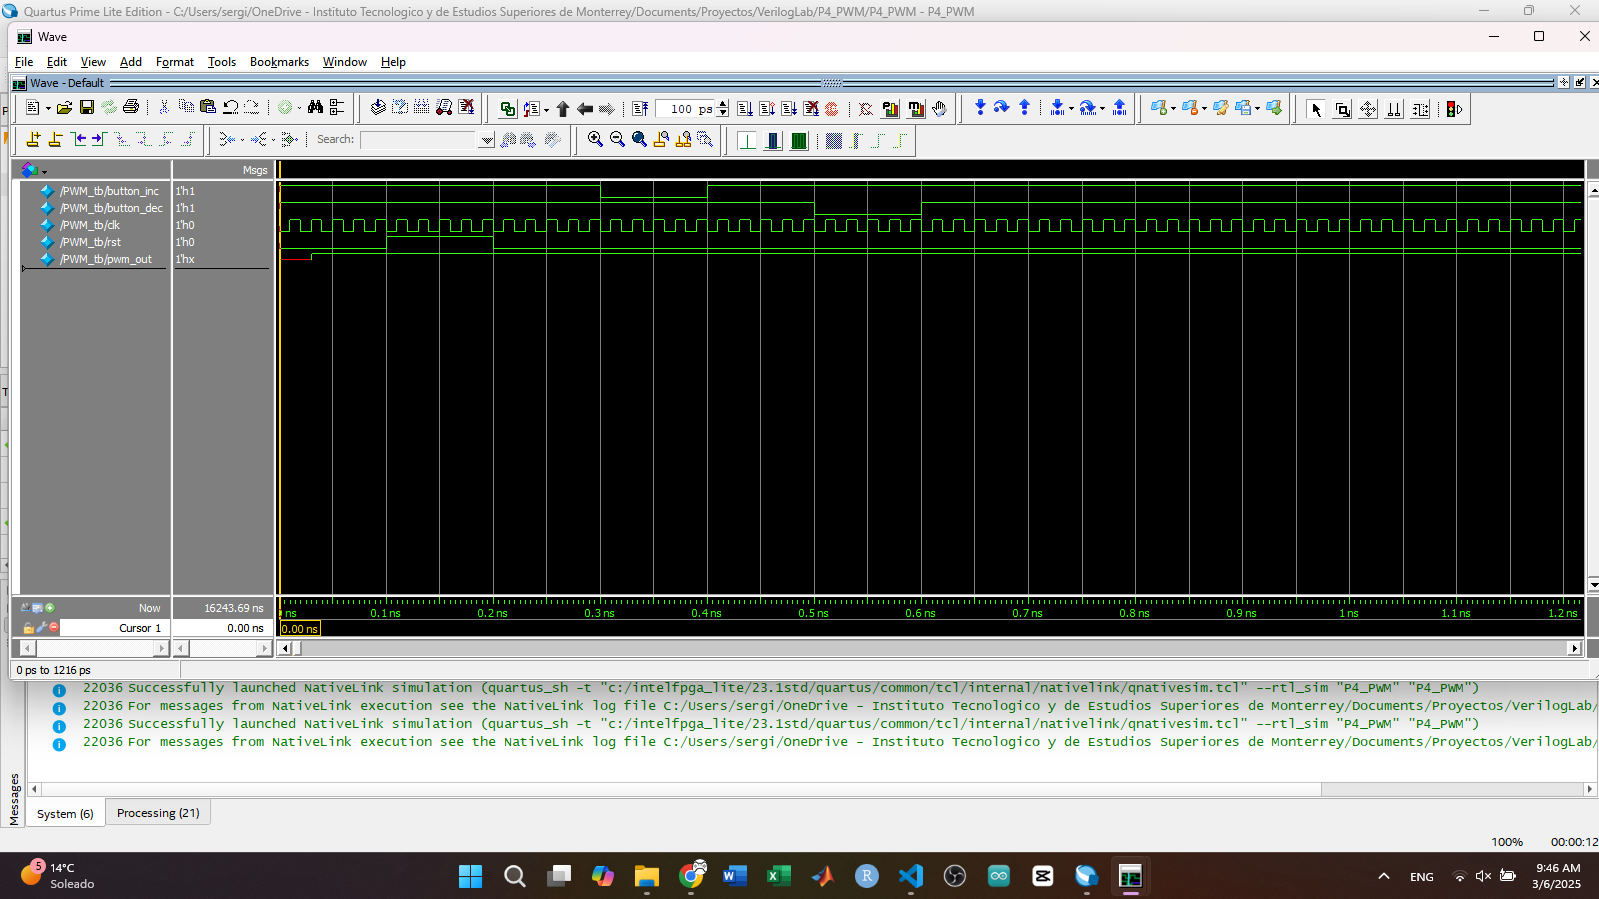 Quartus Prime Lite Edition - C:/Users/sergi/OneDrive - Instituto Tecnologico y de Estudios Superiores de Monterrey/Documents/Proyectos/VerilogLab/P4_PWM/P4_PWM - P4_PWM
Wave
File Edit View Add Format Tools Bookmarks Window Help
Wave - Default
100 ps
Search:
Msgs
/PWM_tb/button_inc 1'h1
/PWM_tb/button_dec 1'h1
/PWM_tb/clk 1'h0
/PWM_tb/rst 1'h0
/PWM_tb/pwm_out 1'hx
Now 16243.69 ns
ns 0.1 ns 0.2 ns 0.3 ns 0.4 ns 0.5 ns 0.6 ns 0.7 ns 0.8 ns 0.9 ns 1 ns 1.1 ns 1.2 ns
Cursor 1 0.00 ns 0.00 ns
0 ps to 1216 ps
22036 Successfully launched NativeLink simulation (quartus_sh -t "c:/intelfpga_lite/23.1std/quartus/common/tcl/internal/nativelink/qnativesim.tcl" --rtl_sim "P4_PWM" "P4_PWM")
22036 For messages from NativeLink execution see the NativeLink log file C:/Users/sergi/OneDrive - Instituto Tecnologico y de Estudios Superiores de Monterrey/Documents/Proyectos/VerilogLab/
22036 Successfully launched NativeLink simulation (quartus_sh -t "c:/intelfpga_lite/23.1std/quartus/common/tcl/internal/nativelink/qnativesim.tcl" --rtl_sim "P4_PWM" "P4_PWM")
22036 For messages from NativeLink execution see the NativeLink log file C:/Users/sergi/OneDrive - Instituto Tecnologico y de Estudios Superiores de Monterrey/Documents/Proyectos/VerilogLab/
Messages
System (6) Processing (21)
100% 00:00:12
5
14°C
Soleado
ENG
9:46 AM
3/6/2025